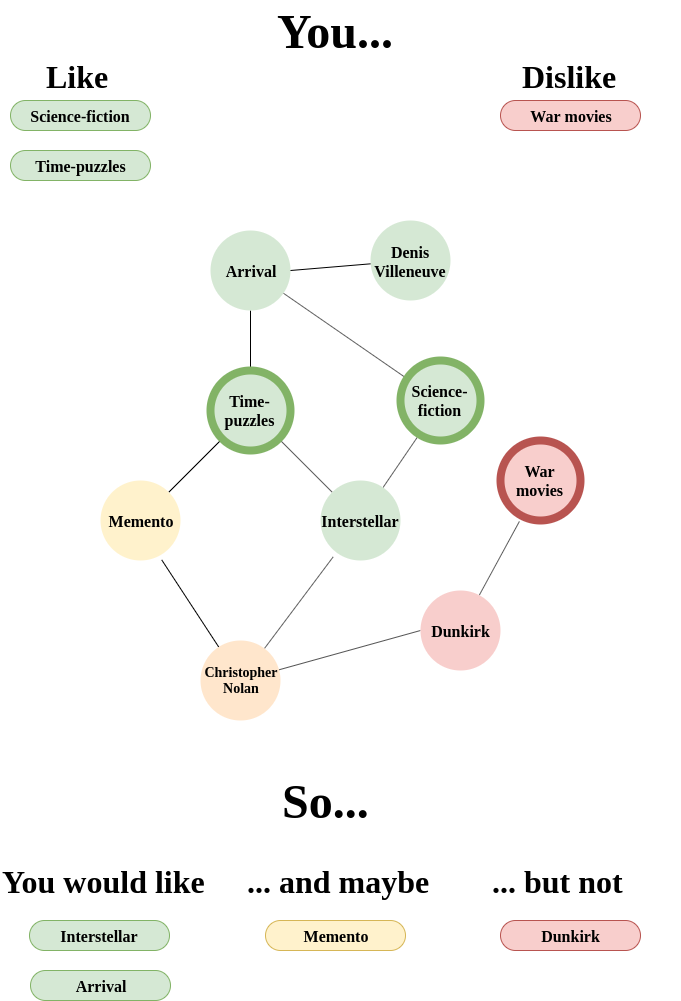 You...
Like
Dislike
Science-fiction
War movies
Time-puzzles
Arrival
Denis
Villeneuve
Time-
puzzles
Science-
fiction
War
movies
Memento
Interstellar
Dunkirk
Christopher
Nolan
So...
You would like
... and maybe
... but not
Interstellar
Memento
Dunkirk
Arrival